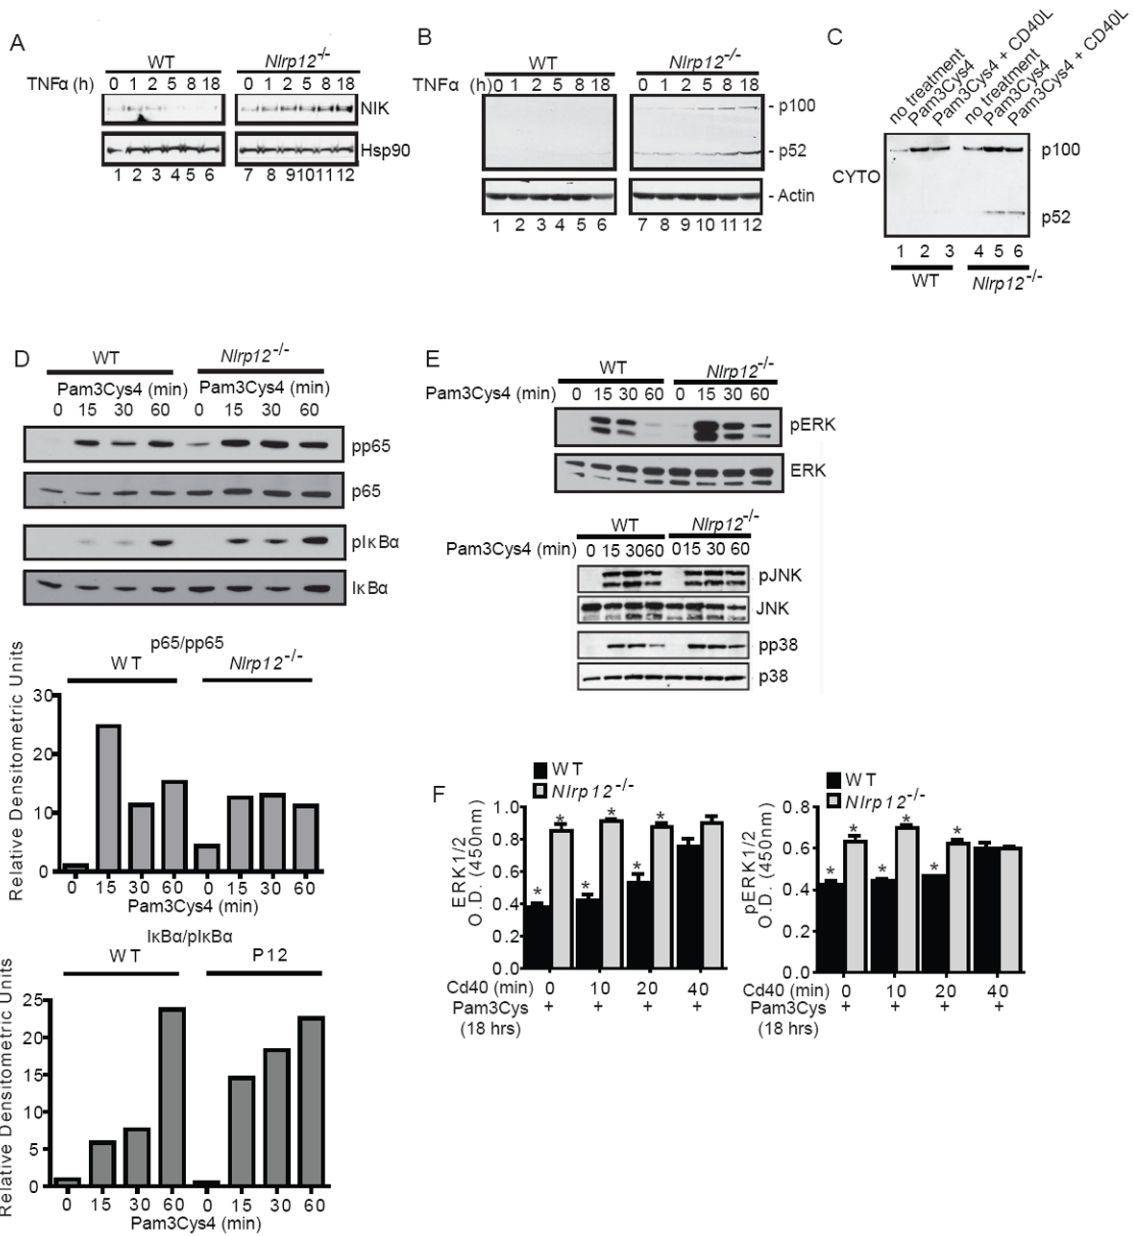 A
WT Nlrp12-/-
TNFα (h) 0 1 2 5 8 18 0 1 2 5 8 18
NIK
Hsp90
1 2 3 4 5 6 7 8 9 10 11 12
B
WT Nlrp12-/-
TNFα (h) 0 1 2 5 8 18 0 1 2 5 8 18
- p100
- p52
- Actin
1 2 3 4 5 6 7 8 9 10 11 12
C
no treatment
Pam3Cys4
Pam3Cys4 + CD40L
no treatment
Pam3Cys4
Pam3Cys4 + CD40L
p100
CYTO
p52
1 2 3 4 5 6
WT Nlrp12-/-
D
WT Nlrp12-/-
Pam3Cys4 (min) Pam3Cys4 (min)
0 15 30 60 0 15 30 60
pp65
p65
pIκBα
IκBα
p65/pp65
WT Nlrp12-/-
Relative Densitometric Units
30
20
10
0
0 15 30 60 0 15 30 60
Pam3Cys4 (min)
IκBα/pIκBα
WT P12
Relative Densitometric Units
25
20
15
10
5
0
0 15 30 60 0 15 30 60
Pam3Cys4 (min)
E
WT Nlrp12-/-
Pam3Cys4 (min) 0 15 30 60 0 15 30 60
pERK
ERK
WT Nlrp12-/-
Pam3Cys4 (min) 0 15 3060 015 30 60
pJNK
JNK
pp38
p38
F
WT
Nlrp12-/-
ERK1/2
O.D. (450nm)
1.0
0.8
0.6
0.4
0.2
0.0
* * * * * *
Cd40 (min) 0 10 20 40
Pam3Cys + + + +
(18 hrs)
WT
Nlrp12-/-
pERK1/2
O.D. (450nm)
0.8
0.6
0.4
0.2
0.0
* * * * * *
Cd40 (min) 0 10 20 40
Pam3Cys + + + +
(18 hrs)